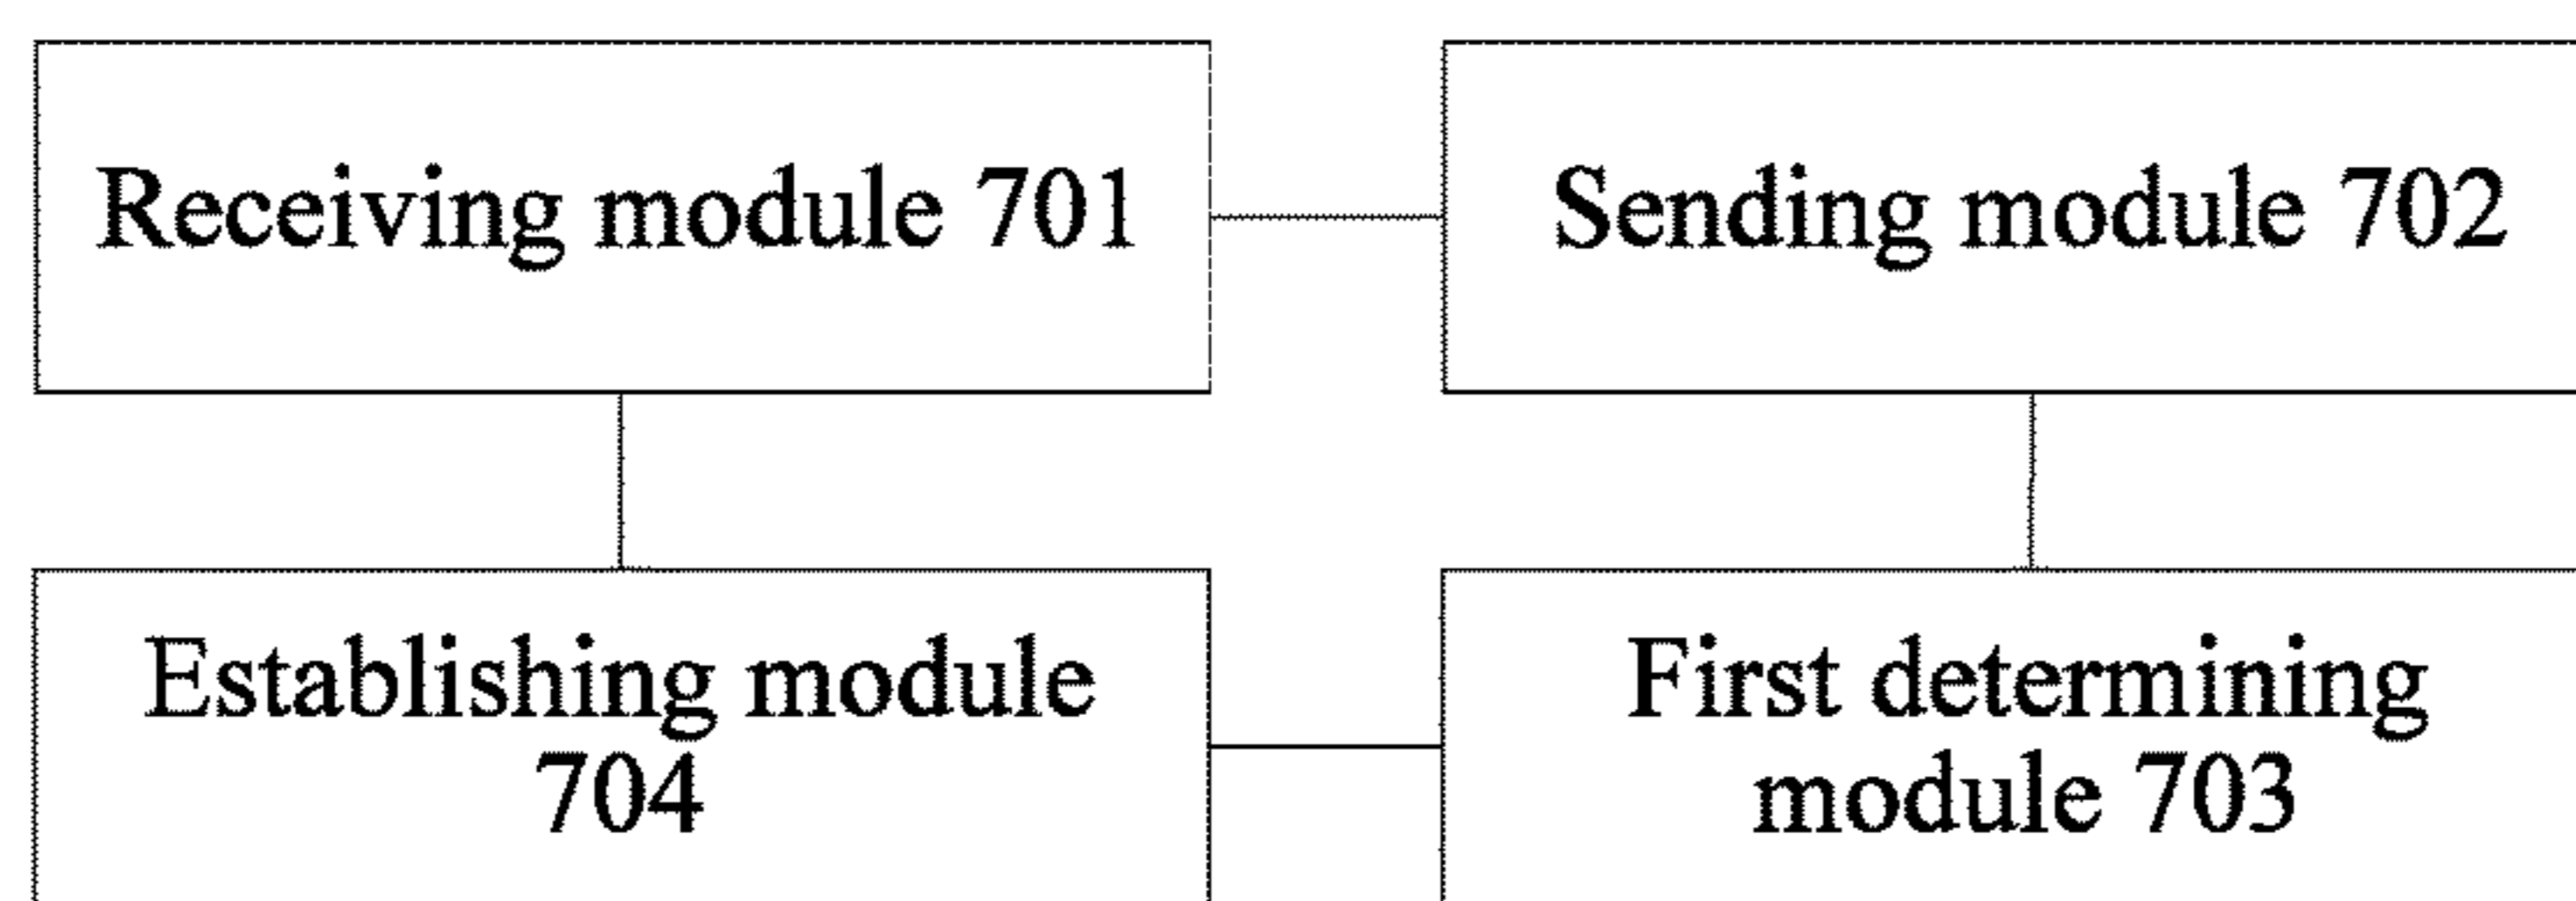 Receiving module 701
Sending module 702
Establishing module
704
First determining
module 703